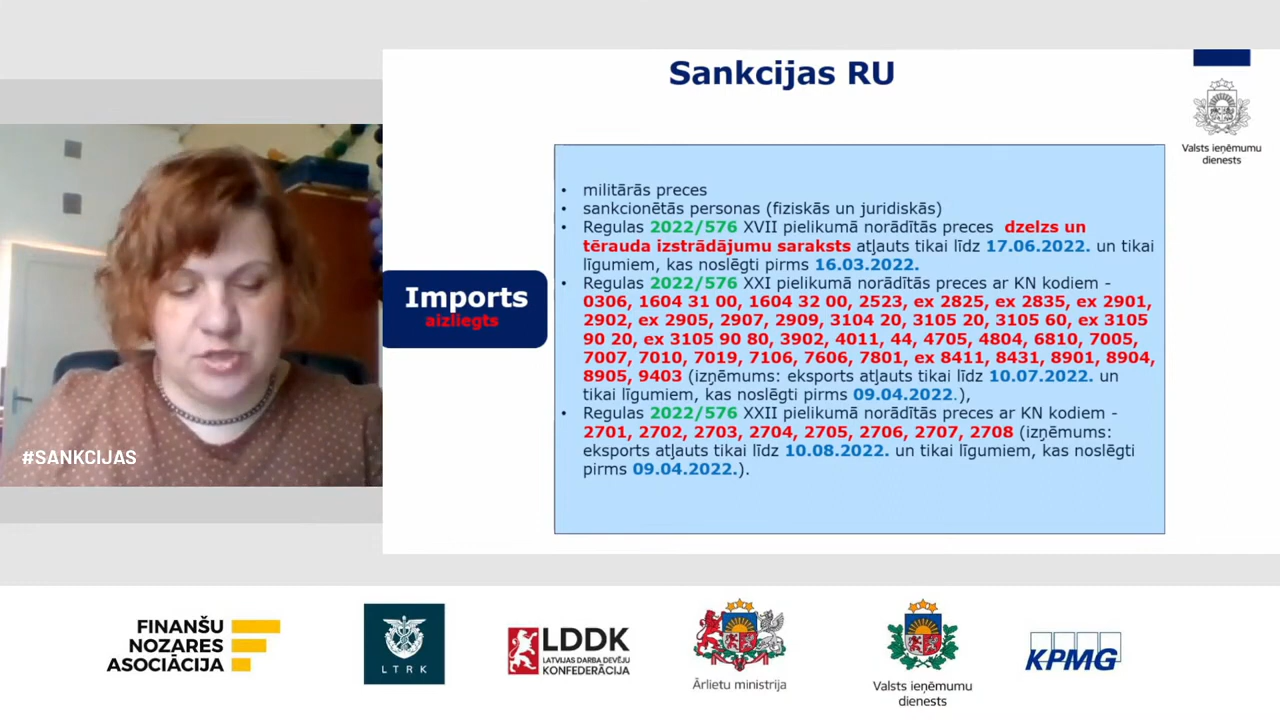 Sankcijas RU
Valsts ieņēmumu
dienests
• militārās preces
• sankcionētās personas (fiziskās un juridiskās)
• Regulas 2022/576 XVII pielikumā norādītās preces dzelzs un
tērauda izstrādājumu saraksts atļauts tikai līdz 17.06.2022. un tikai
līgumiem, kas noslēgti pirms 16.03.2022.
• Regulas 2022/576 XXI pielikumā norādītās preces ar KN kodiem -
0306, 1604 31 00, 1604 32 00, 2523, ex 2825, ex 2835, ex 2901,
2902, ex 2905, 2907, 2909, 3104 20, 3105 20, 3105 60, ex 3105
90 20, ex 3105 90 80, 3902, 4011, 44, 4705, 4804, 6810, 7005,
7007, 7010, 7019, 7106, 7606, 7801, ex 8411, 8431, 8901, 8904,
8905, 9403 (izņēmums: eksports atļauts tikai līdz 10.07.2022. un
tikai līgumiem, kas noslēgti pirms 09.04.2022.),
• Regulas 2022/576 XXII pielikumā norādītās preces ar KN kodiem -
2701, 2702, 2703, 2704, 2705, 2706, 2707, 2708 (izņēmums:
eksports atļauts tikai līdz 10.08.2022. un tikai līgumiem, kas noslēgti
pirms 09.04.2022.).
Imports
aizliegts
#SANKCIJAS
FINANŠU
NOZARES
ASOCIĀCIJA
LTRK
LDDK
LATVIJAS DARBA DEVĒJU
KONFEDERĀCIJA
Ārlietu ministrija
Valsts ieņēmumu
dienests
KPMG